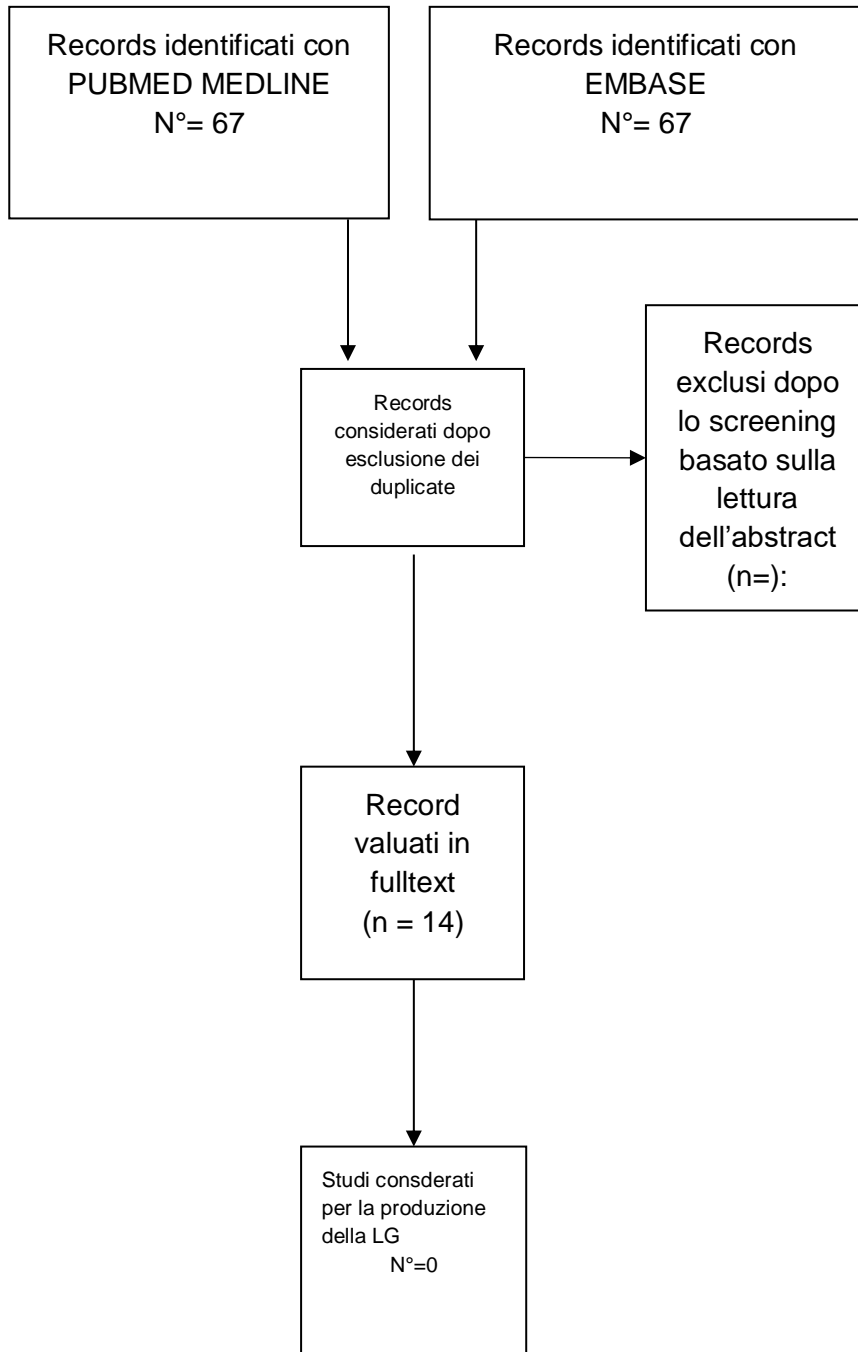 Records identificati con
PUBMED MEDLINE
N°= 67
Records identificati con
EMBASE
N°= 67
Records
considerati dopo
esclusione dei
duplicate
Records
exclusi dopo
lo screening
basato sulla
lettura
dell’abstract
(n=):
Record
valuati in
fulltext
(n = 14)
Studi consderati
per la produzione
della LG
N°=0